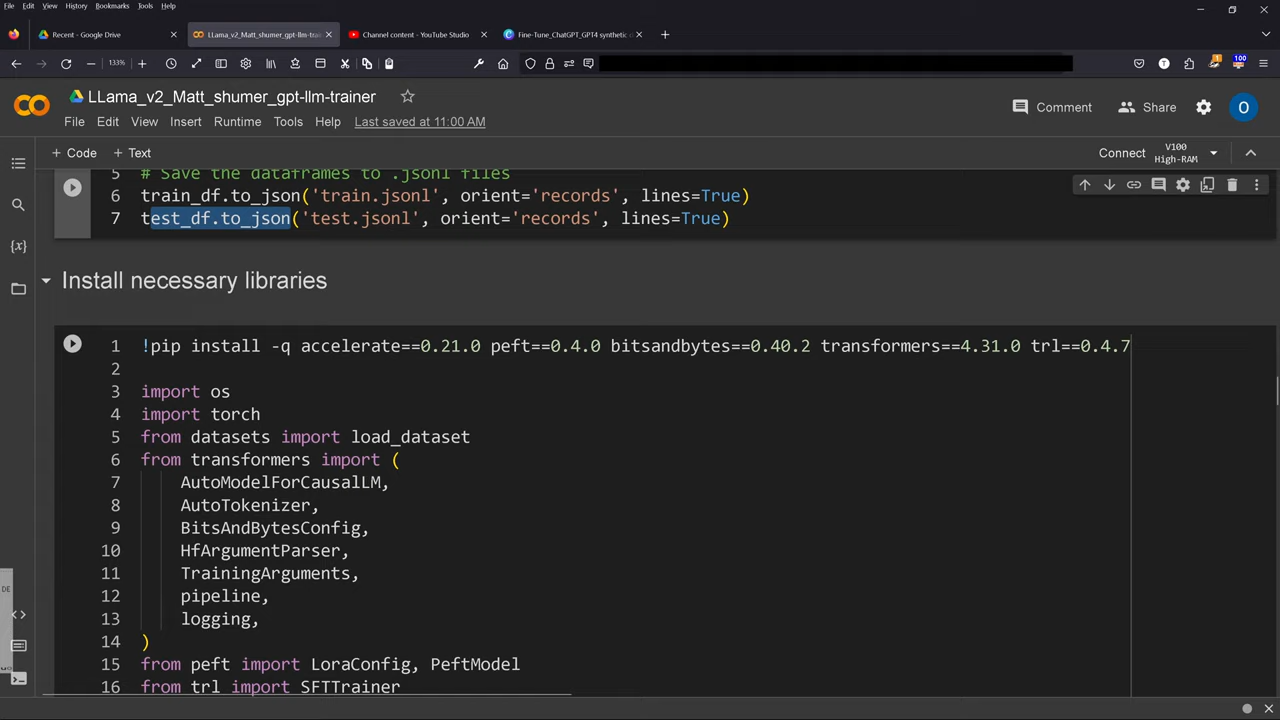 File Edit View History Bookmarks Tools Help
Recent - Google Drive
LLama_v2_Matt_shumer_gpt-llm-trai
Channel content - YouTube Studio
Fine-Tune_ChatGPT_GPT4 synthetic d
133%
100
LLama_v2_Matt_shumer_gpt-llm-trainer
Comment Share O
File Edit View Insert Runtime Tools Help Last saved at 11:00 AM
+ Code + Text
Connect V100 High-RAM
5 # Save the dataframes to .jsonl files
6 train_df.to_json('train.jsonl', orient='records', lines=True)
7 test_df.to_json('test.jsonl', orient='records', lines=True)
{x}
Install necessary libraries
1 !pip install -q accelerate==0.21.0 peft==0.4.0 bitsandbytes==0.40.2 transformers==4.31.0 trl==0.4.7
2
3 import os
4 import torch
5 from datasets import load_dataset
6 from transformers import (
7 AutoModelForCausalLM,
8 AutoTokenizer,
9 BitsAndBytesConfig,
10 HfArgumentParser,
11 TrainingArguments,
12 pipeline,
13 logging,
14 )
15 from peft import LoraConfig, PeftModel
16 from trl import SFTTrainer
DE